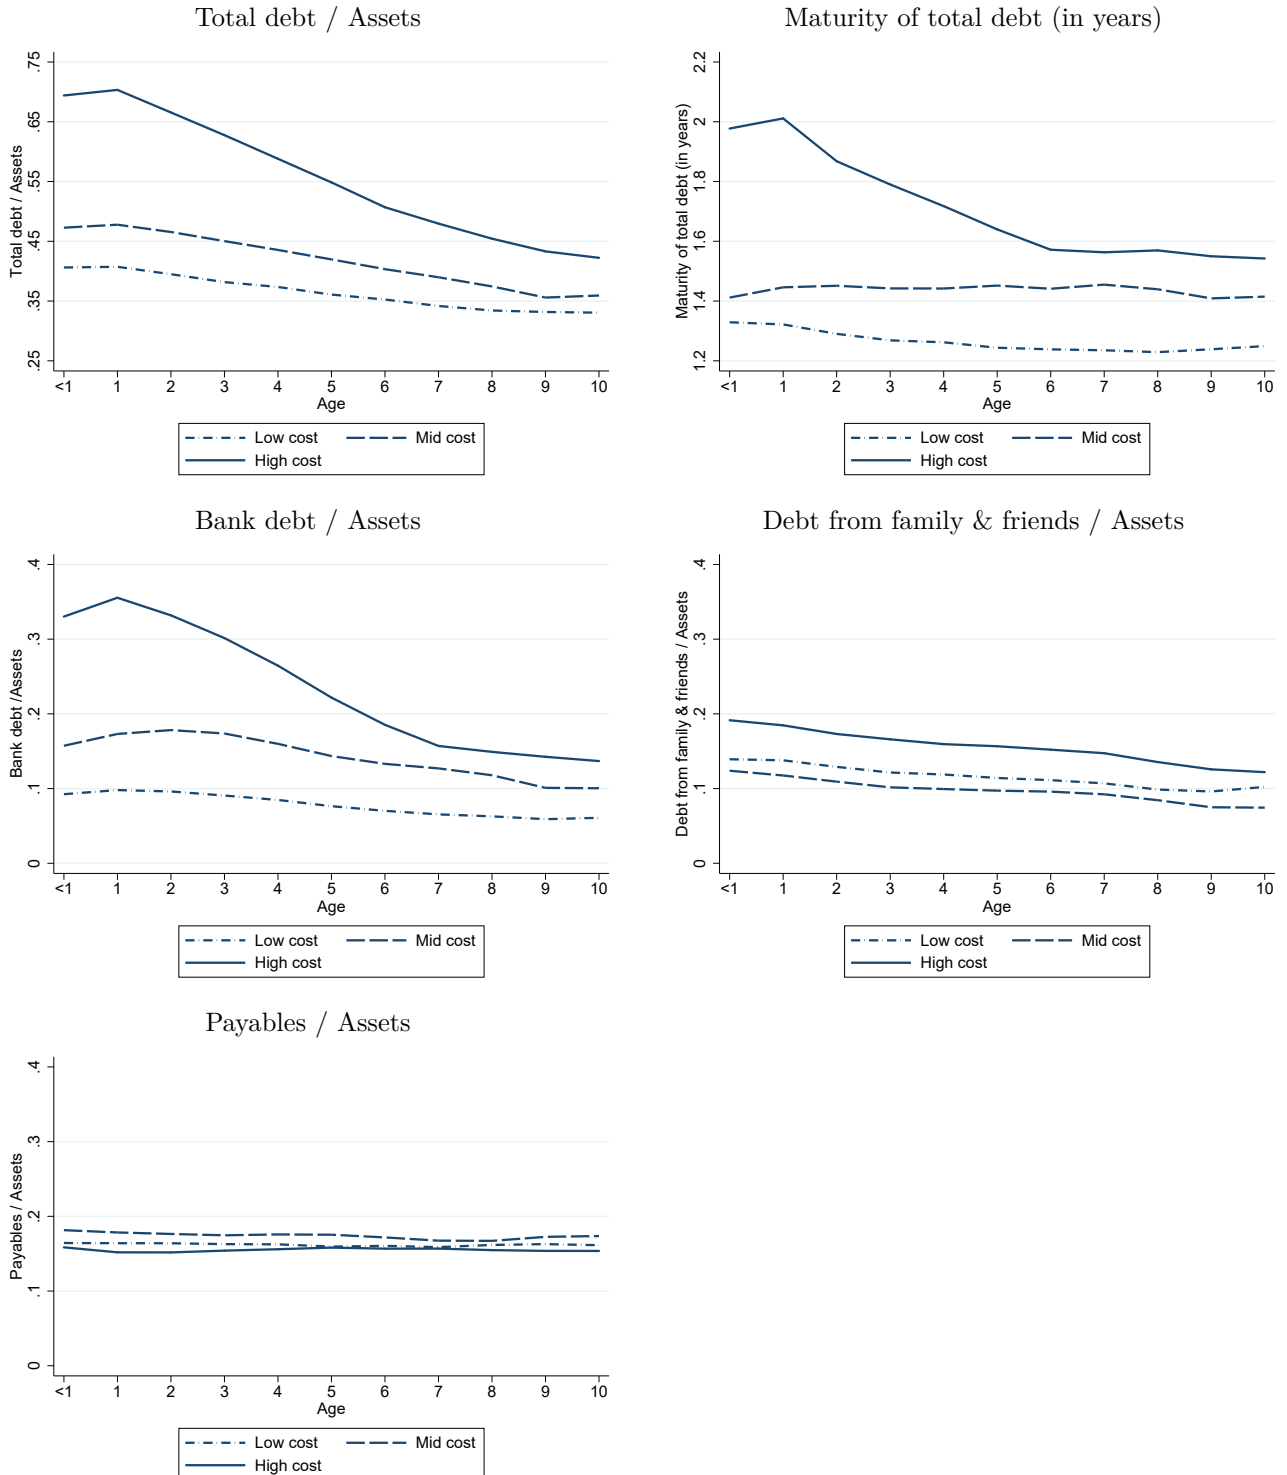 Total debt / Assets
Total debt / Assets
.75
.65
.55
.45
.35
.25
<1 1 2 3 4 5 6 7 8 9 10
Age
Low cost Mid cost
High cost
Maturity of total debt (in years)
Maturity of total debt (in years)
2.2
2
1.8
1.6
1.4
1.2
<1 1 2 3 4 5 6 7 8 9 10
Age
Low cost Mid cost
High cost
Bank debt / Assets
Bank debt /Assets
.4
.3
.2
.1
0
<1 1 2 3 4 5 6 7 8 9 10
Age
Low cost Mid cost
High cost
Debt from family & friends / Assets
Debt from family & friends / Assets
.4
.3
.2
.1
0
<1 1 2 3 4 5 6 7 8 9 10
Age
Low cost Mid cost
High cost
Payables / Assets
Payables / Assets
.4
.3
.2
.1
0
<1 1 2 3 4 5 6 7 8 9 10
Age
Low cost Mid cost
High cost